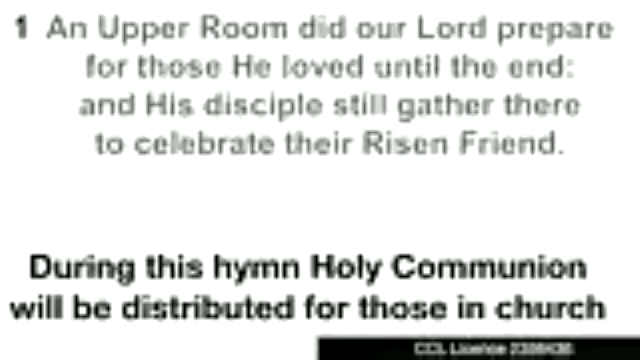 1 An Upper Room did our Lord prepare
for those He loved until the end:
and His disciple still gather there
to celebrate their Risen Friend.
During this hymn Holy Communion
will be distributed for those in church
CCL Licence